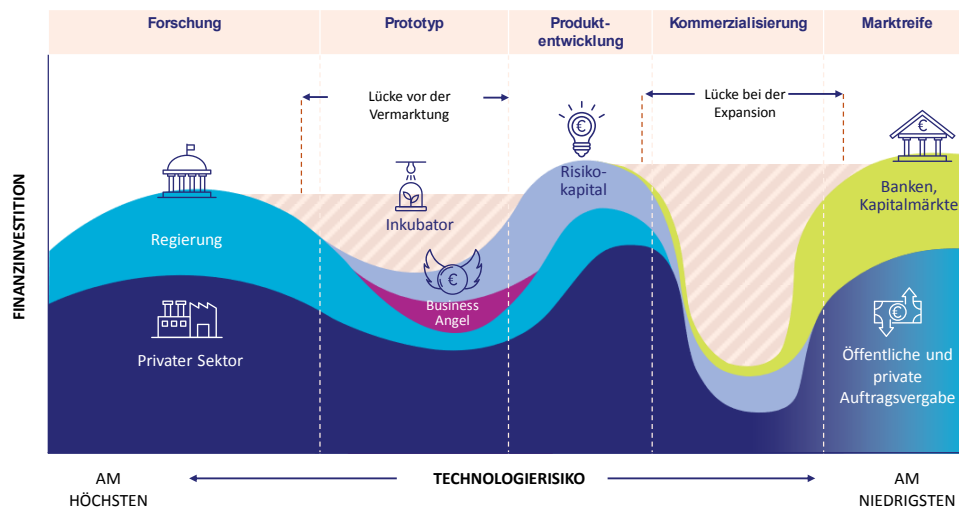 Forschung
Prototyp
Produkt-
entwicklung
Kommerzialisierung
Marktreife
Lücke vor der
Vermarktung
Lücke bei der
Expansion
€
€
Risiko-
kapital
Banken,
Kapitalmärkte
Inkubator
Regierung
€
Business
Angel
€
Privater Sektor
Öffentliche und
private
Auftragsvergabe
FINANZINVESTITION
AM
HÖCHSTEN
TECHNOLOGIERISIKO
AM
NIEDRIGSTEN